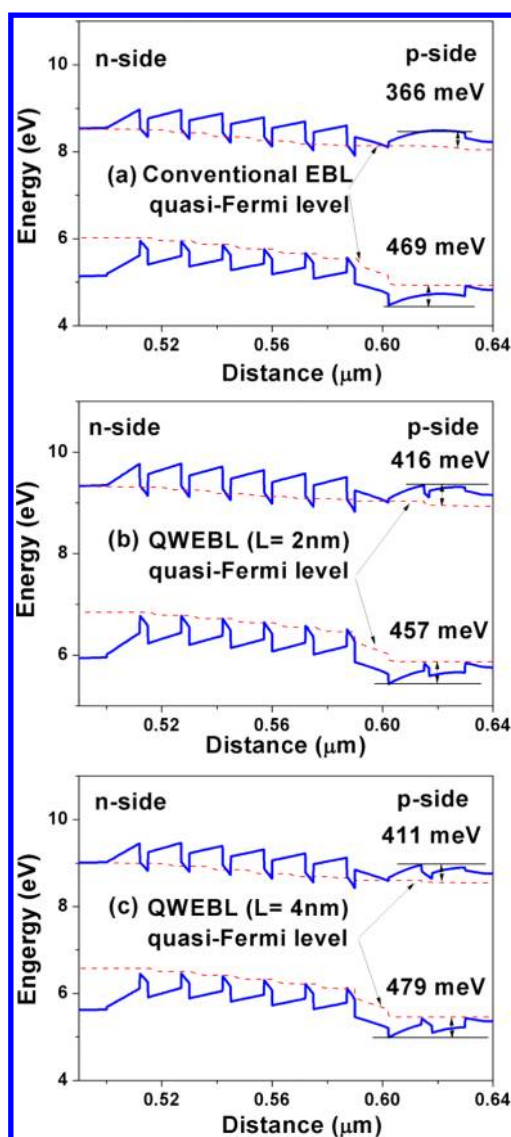 n-side
p-side
366 meV
10
8
6
4
Energy (eV)
(a) Conventional EBL
quasi-Fermi level
469 meV
0.52
0.56
0.60
0.64
Distance (μm)
n-side
p-side
416 meV
10
9
6
Energy (eV)
(b) QWEBL (L= 2nm)
quasi-Fermi level
457 meV
0.52
0.56
0.60
0.64
Distance (μm)
n-side
p-side
411 meV
10
8
6
4
Engergy (eV)
(c) QWEBL (L= 4nm)
quasi-Fermi level
479 meV
0.52
0.56
0.60
0.64
Distance (μm)